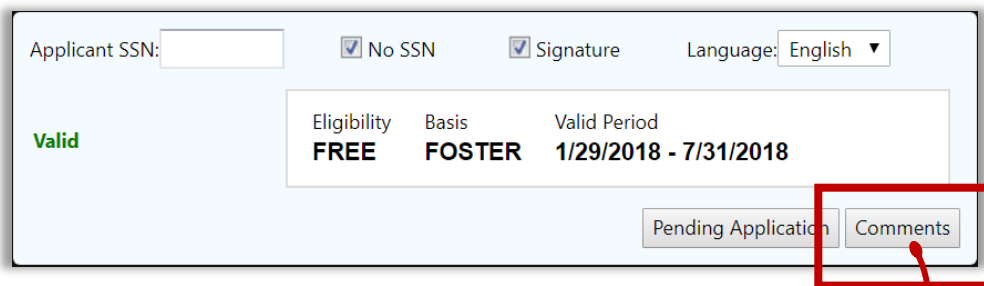 Applicant SSN: No SSN Signature Language: English
Valid
Eligibility Basis Valid Period
FREE FOSTER 1/29/2018 - 7/31/2018
Pending Application Comments